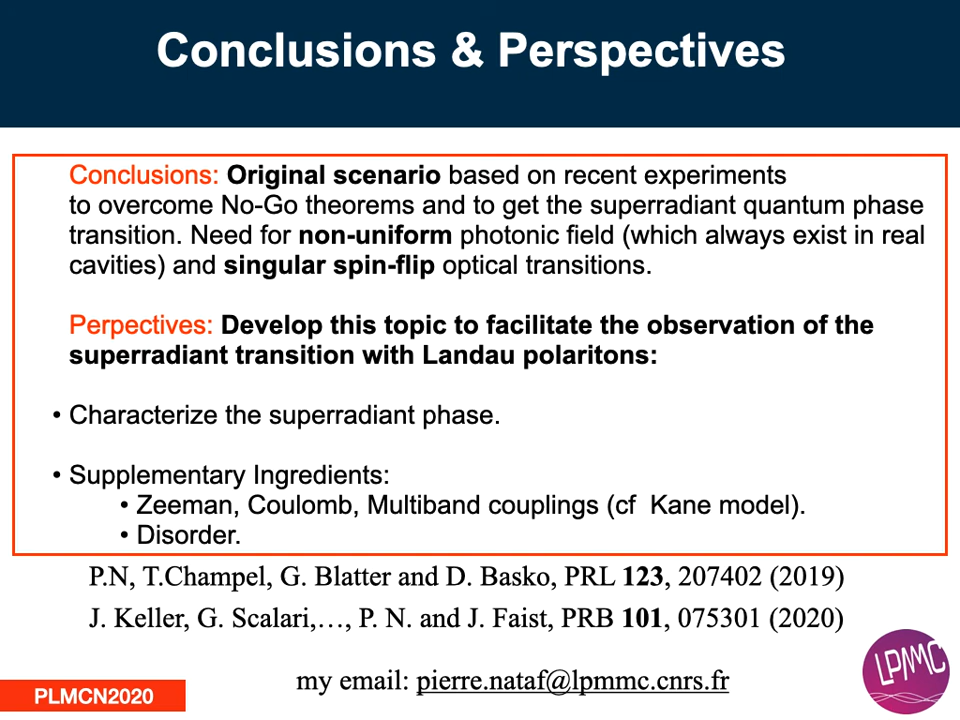 Conclusions & Perspectives
Conclusions: Original scenario based on recent experiments
to overcome No-Go theorems and to get the superradiant quantum phase
transition. Need for non-uniform photonic field (which always exist in real
cavities) and singular spin-flip optical transitions.
Perpectives: Develop this topic to facilitate the observation of the
superradiant transition with Landau polaritons:
• Characterize the superradiant phase.
• Supplementary Ingredients:
• Zeeman, Coulomb, Multiband couplings (cf Kane model).
• Disorder.
P.N, T.Champel, G. Blatter and D. Basko, PRL 123, 207402 (2019)
J. Keller, G. Scalari,…, P. N. and J. Faist, PRB 101, 075301 (2020)
my email: pierre.nataf@lpmmc.cnrs.fr
LPMMC
PLMCN2020